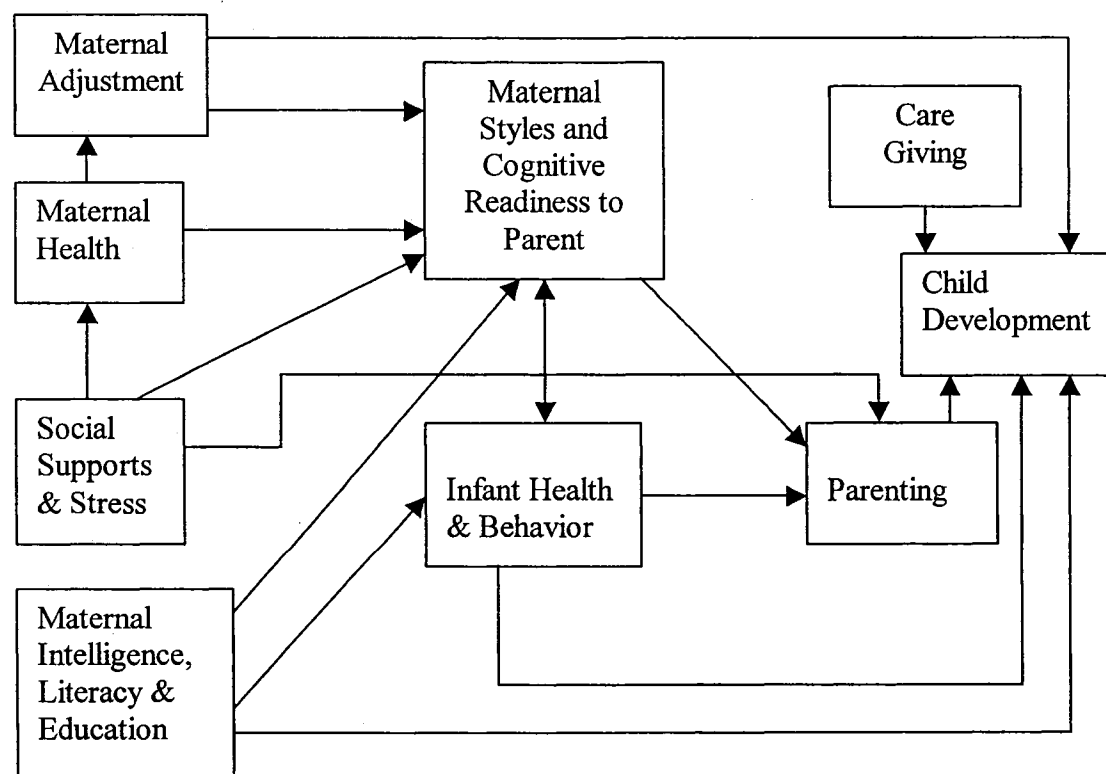 Maternal
Adjustment
Maternal
Styles and
Cognitive
Readiness to
Parent
Care
Giving
Maternal
Health
Child
Development
Social
Supports
& Stress
Infant Health
& Behavior
Parenting
Maternal
Intelligence,
Literacy &
Education